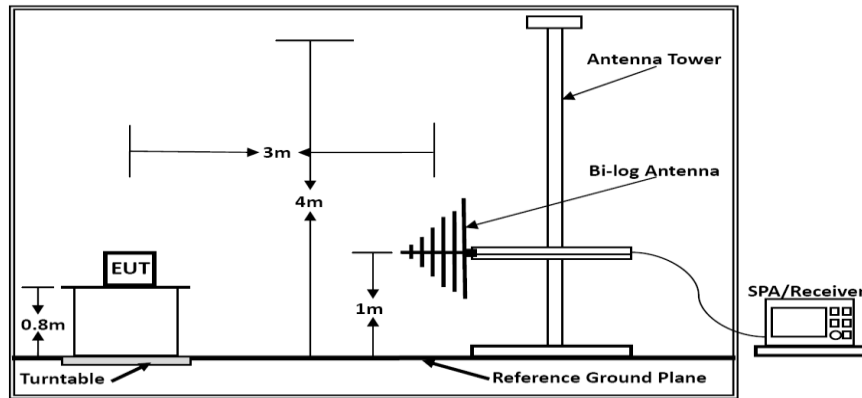 Antenna Tower
3m
Bi-log Antenna
4m
EUT
SPA/Receiver
0.8m
1m
Turntable
Reference Ground Plane